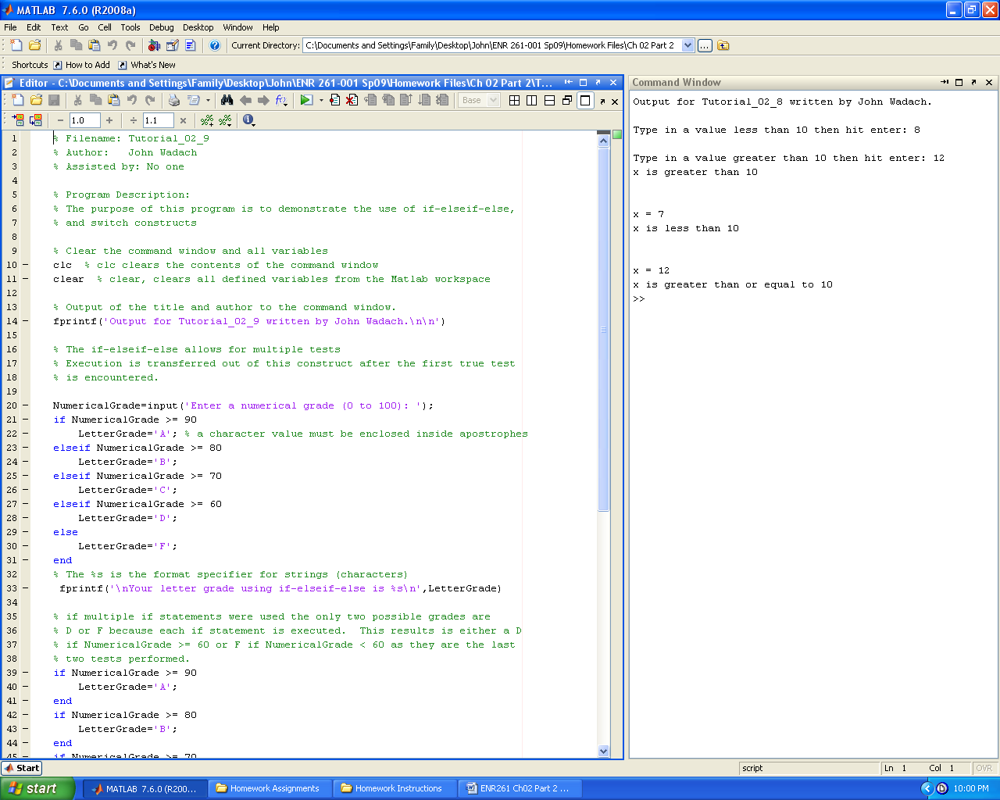 MATLAB 7.6.0 (R2008a)
File Edit Text Go Cell Tools Debug Desktop Window Help
Current Directory: C:\Documents and Settings\Family\Desktop\John\ENR 261-001 Sp09\Homework Files\Ch 02 Part 2
Shortcuts How to Add What's New
Editor - C:\Documents and Settings\Family\Desktop\John\ENR 261-001 Sp09\Homework Files\Ch 02 Part 2\T...
Base
1.0 1.1
1 % Filename: Tutorial_02_9
2 % Author:   John Wadach
3 % Assisted by: No one
4
5 % Program Description:
6 % The purpose of this program is to demonstrate the use of if-elseif-else,
7 % and switch constructs
8
9 % Clear the command window and all variables
10 – clc  % clc clears the contents of the command window
11 – clear  % clear, clears all defined variables from the Matlab workspace
12
13 % Output of the title and author to the command window.
14 – fprintf('Output for Tutorial_02_9 written by John Wadach.\n\n')
15
16 % The if-elseif-else allows for multiple tests
17 % Execution is transferred out of this construct after the first true test
18 % is encountered.
19
20 – NumericalGrade=input('Enter a numerical grade (0 to 100): ');
21 – if NumericalGrade >= 90
22 –     LetterGrade='A'; % a character value must be enclosed inside apostrophes
23 – elseif NumericalGrade >= 80
24 –     LetterGrade='B';
25 – elseif NumericalGrade >= 70
26 –     LetterGrade='C';
27 – elseif NumericalGrade >= 60
28 –     LetterGrade='D';
29 – else
30 –     LetterGrade='F';
31 – end
32 % The %s is the format specifier for strings (characters)
33 –  fprintf('\nYour letter grade using if-elseif-else is %s\n',LetterGrade)
34
35 % if multiple if statements were used the only two possible grades are
36 % D or F because each if statement is executed.  This results is either a D
37 % if NumericalGrade >= 60 or F if NumericalGrade < 60 as they are the last
38 % two tests performed.
39 – if NumericalGrade >= 90
40 –     LetterGrade='A';
41 – end
42 – if NumericalGrade >= 80
43 –     LetterGrade='B';
44 – end
45 – if NumericalGrade >= 70
Command Window
Output for Tutorial_02_8 written by John Wadach.
Type in a value less than 10 then hit enter: 8
Type in a value greater than 10 then hit enter: 12
x is greater than 10
x = 7
x is less than 10
x = 12
x is greater than or equal to 10
>>
Start
script Ln 1 Col 1 OVR
start MATLAB 7.6.0 (R200... Homework Assignments Homework Instructions ENR261 Ch02 Part 2 ... 10:00 PM